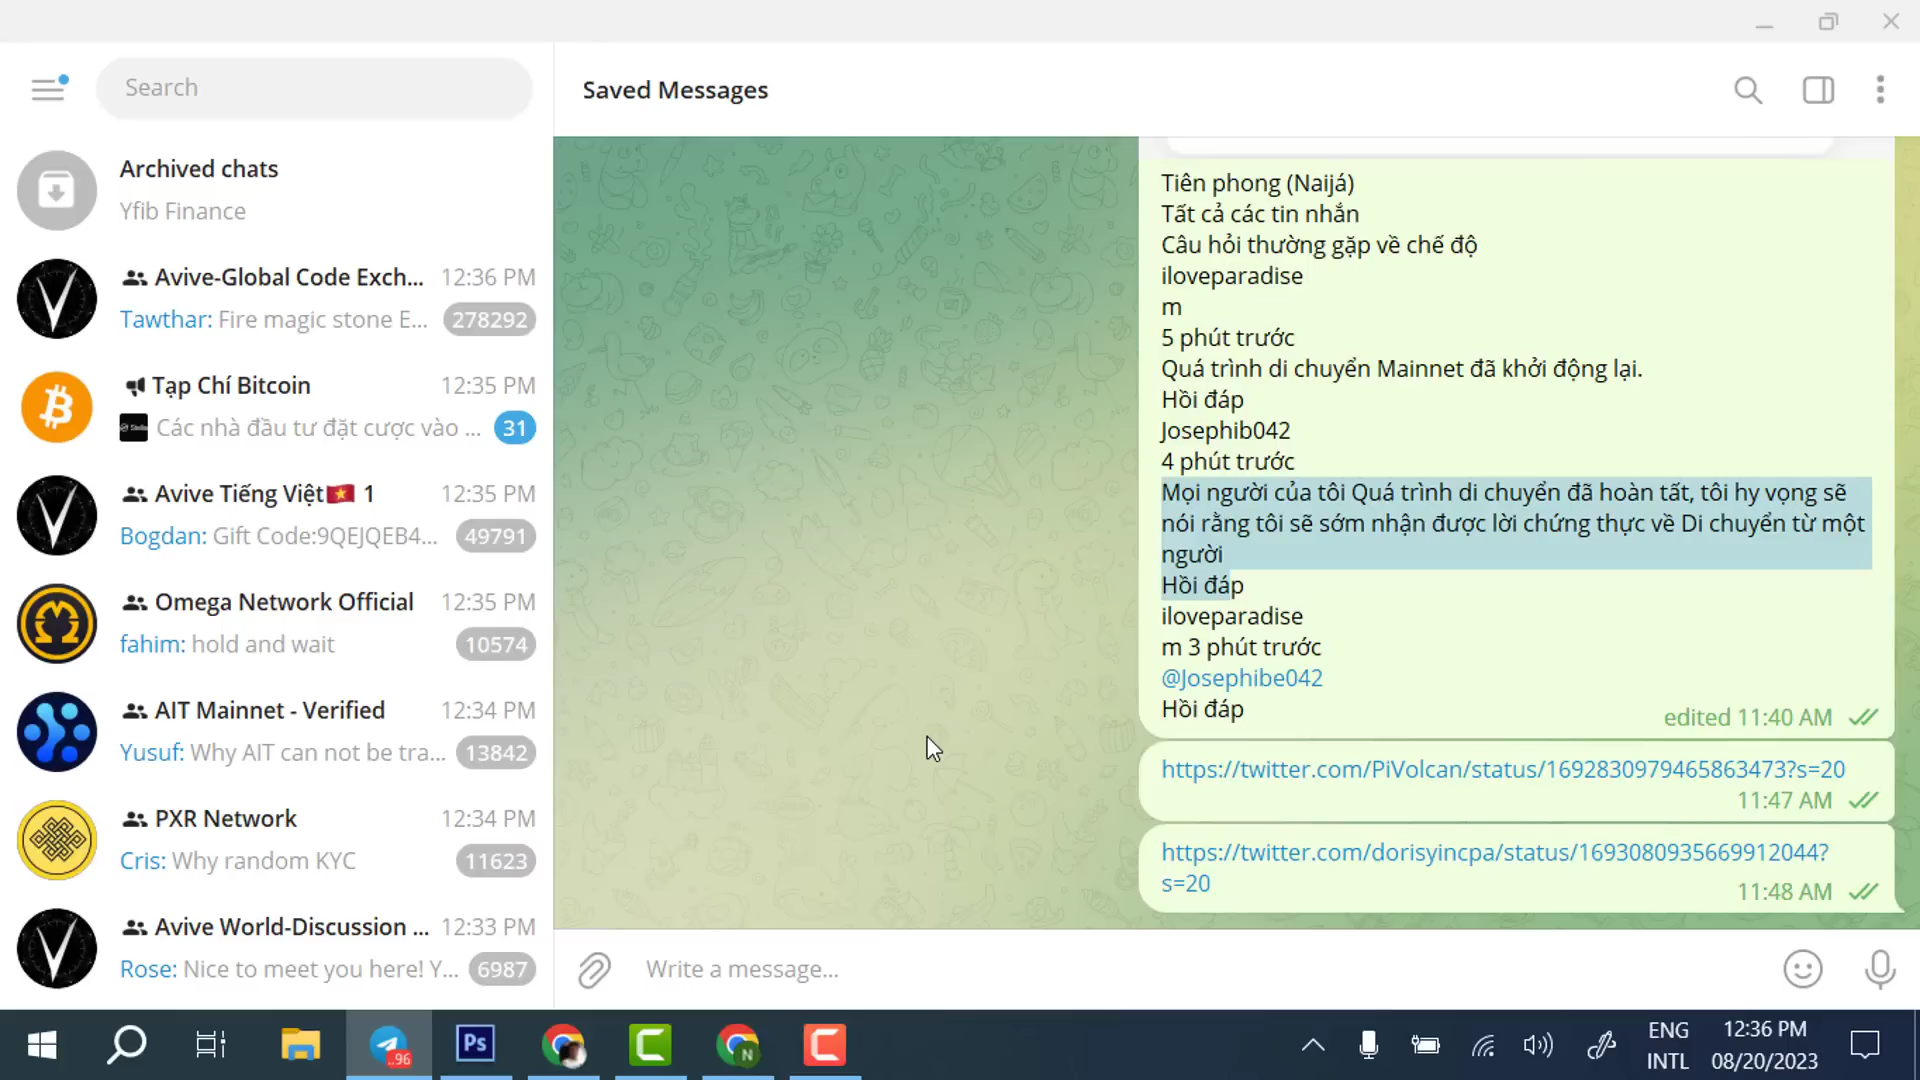 Search
Saved Messages
Archived chats
Yfib Finance
Avive-Global Code Exch... 12:36 PM
Tawthar: Fire magic stone E... 278292
Tạp Chí Bitcoin 12:35 PM
Các nhà đầu tư đặt cược vào ... 31
Avive Tiếng Việt🇻🇳 1 12:35 PM
Bogdan: Gift Code:9QEJQEB4... 49791
Omega Network Official 12:35 PM
fahim: hold and wait 10574
AIT Mainnet - Verified 12:34 PM
Yusuf: Why AIT can not be tra... 13842
PXR Network 12:34 PM
Cris: Why random KYC 11623
Avive World-Discussion ... 12:33 PM
Rose: Nice to meet you here! Y... 6987
Tiên phong (Naijá)
Tất cả các tin nhắn
Câu hỏi thường gặp về chế độ
iloveparadise
m
5 phút trước
Quá trình di chuyển Mainnet đã khởi động lại.
Hồi đáp
Josephib042
4 phút trước
Mọi người của tôi Quá trình di chuyển đã hoàn tất, tôi hy vọng sẽ
nói rằng tôi sẽ sớm nhận được lời chứng thực về Di chuyển từ một
người
Hồi đáp
iloveparadise
m 3 phút trước
@Josephibe042
Hồi đáp
edited 11:40 AM
https://twitter.com/PiVolcan/status/1692830979465863473?s=20
11:47 AM
https://twitter.com/dorisyincpa/status/1693080935669912044?
s=20
11:48 AM
Write a message...
..96
Ps
N
ENG
INTL
12:36 PM
08/20/2023